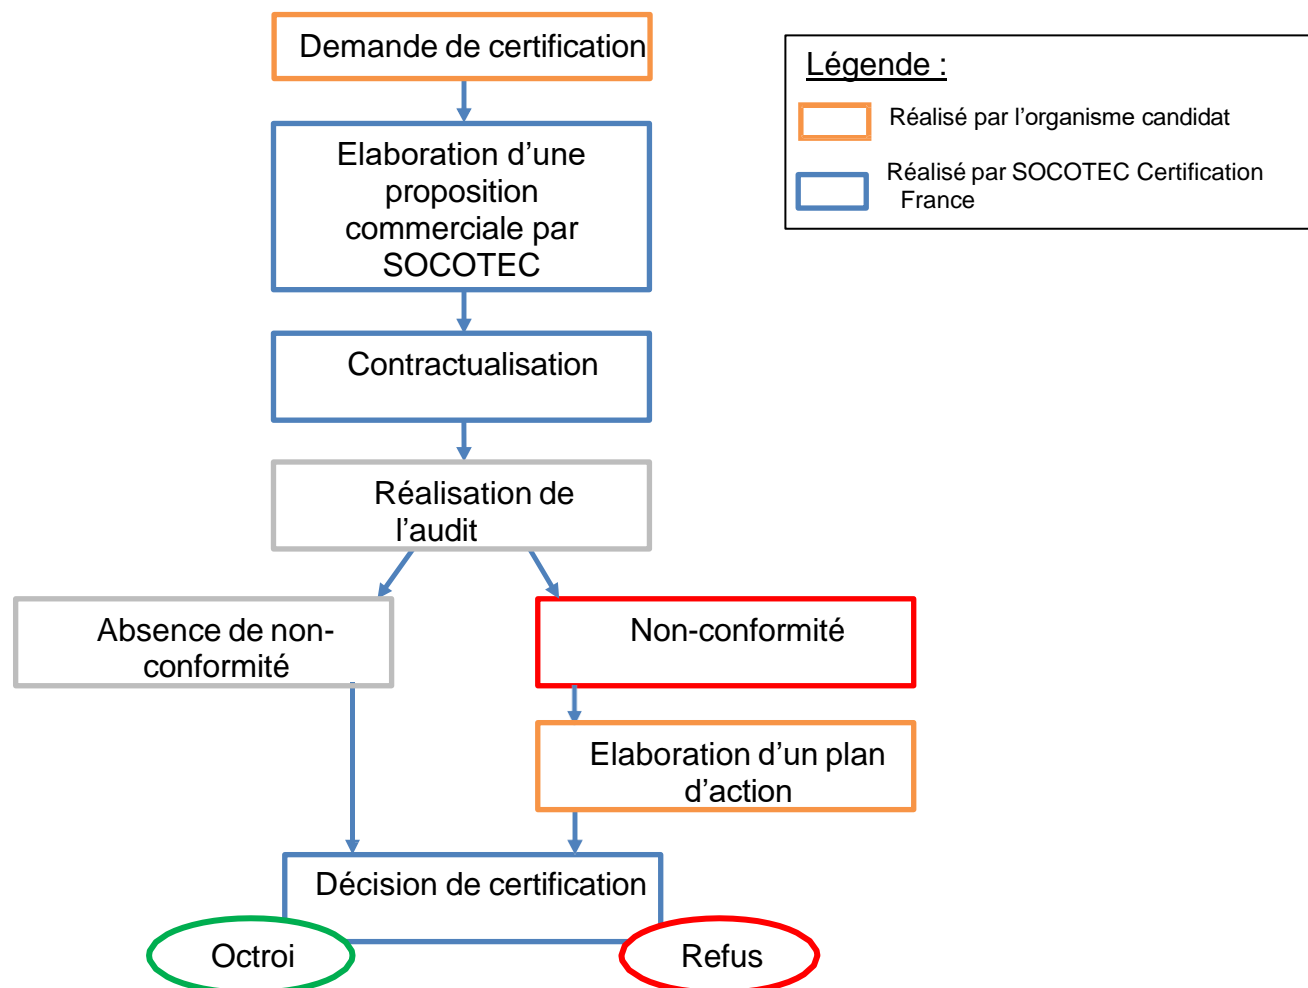 Demande de certification
Légende :
Réalisé par l’organisme candidat
Réalisé par SOCOTEC Certification
France
Elaboration d’une
proposition
commerciale par
SOCOTEC
Contractualisation
Réalisation de
l’audit
Absence de non-
conformité
Non-conformité
Elaboration d’un plan
d’action
Décision de certification
Octroi
Refus